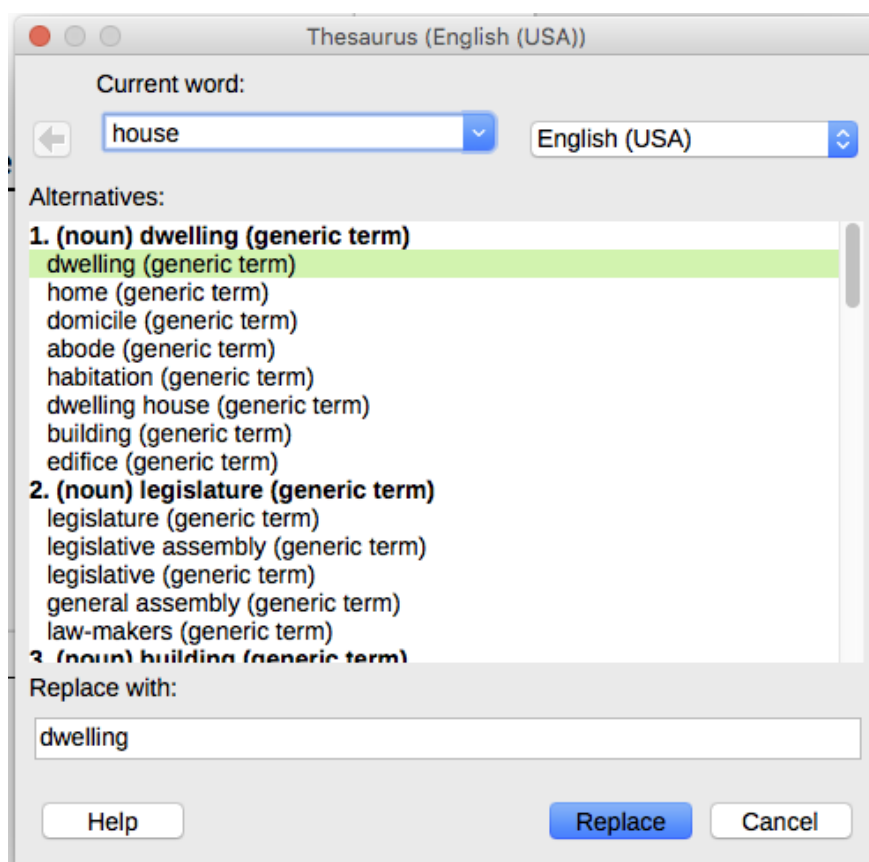 Thesaurus (English (USA))
Current word:
house
English (USA)
Alternatives:
1. (noun) dwelling (generic term)
dwelling (generic term)
home (generic term)
domicile (generic term)
abode (generic term)
habitation (generic term)
dwelling house (generic term)
building (generic term)
edifice (generic term)
2. (noun) legislature (generic term)
legislature (generic term)
legislative assembly (generic term)
legislative (generic term)
general assembly (generic term)
law-makers (generic term)
3. (noun) building (generic term)
Replace with:
dwelling
Help
Replace
Cancel